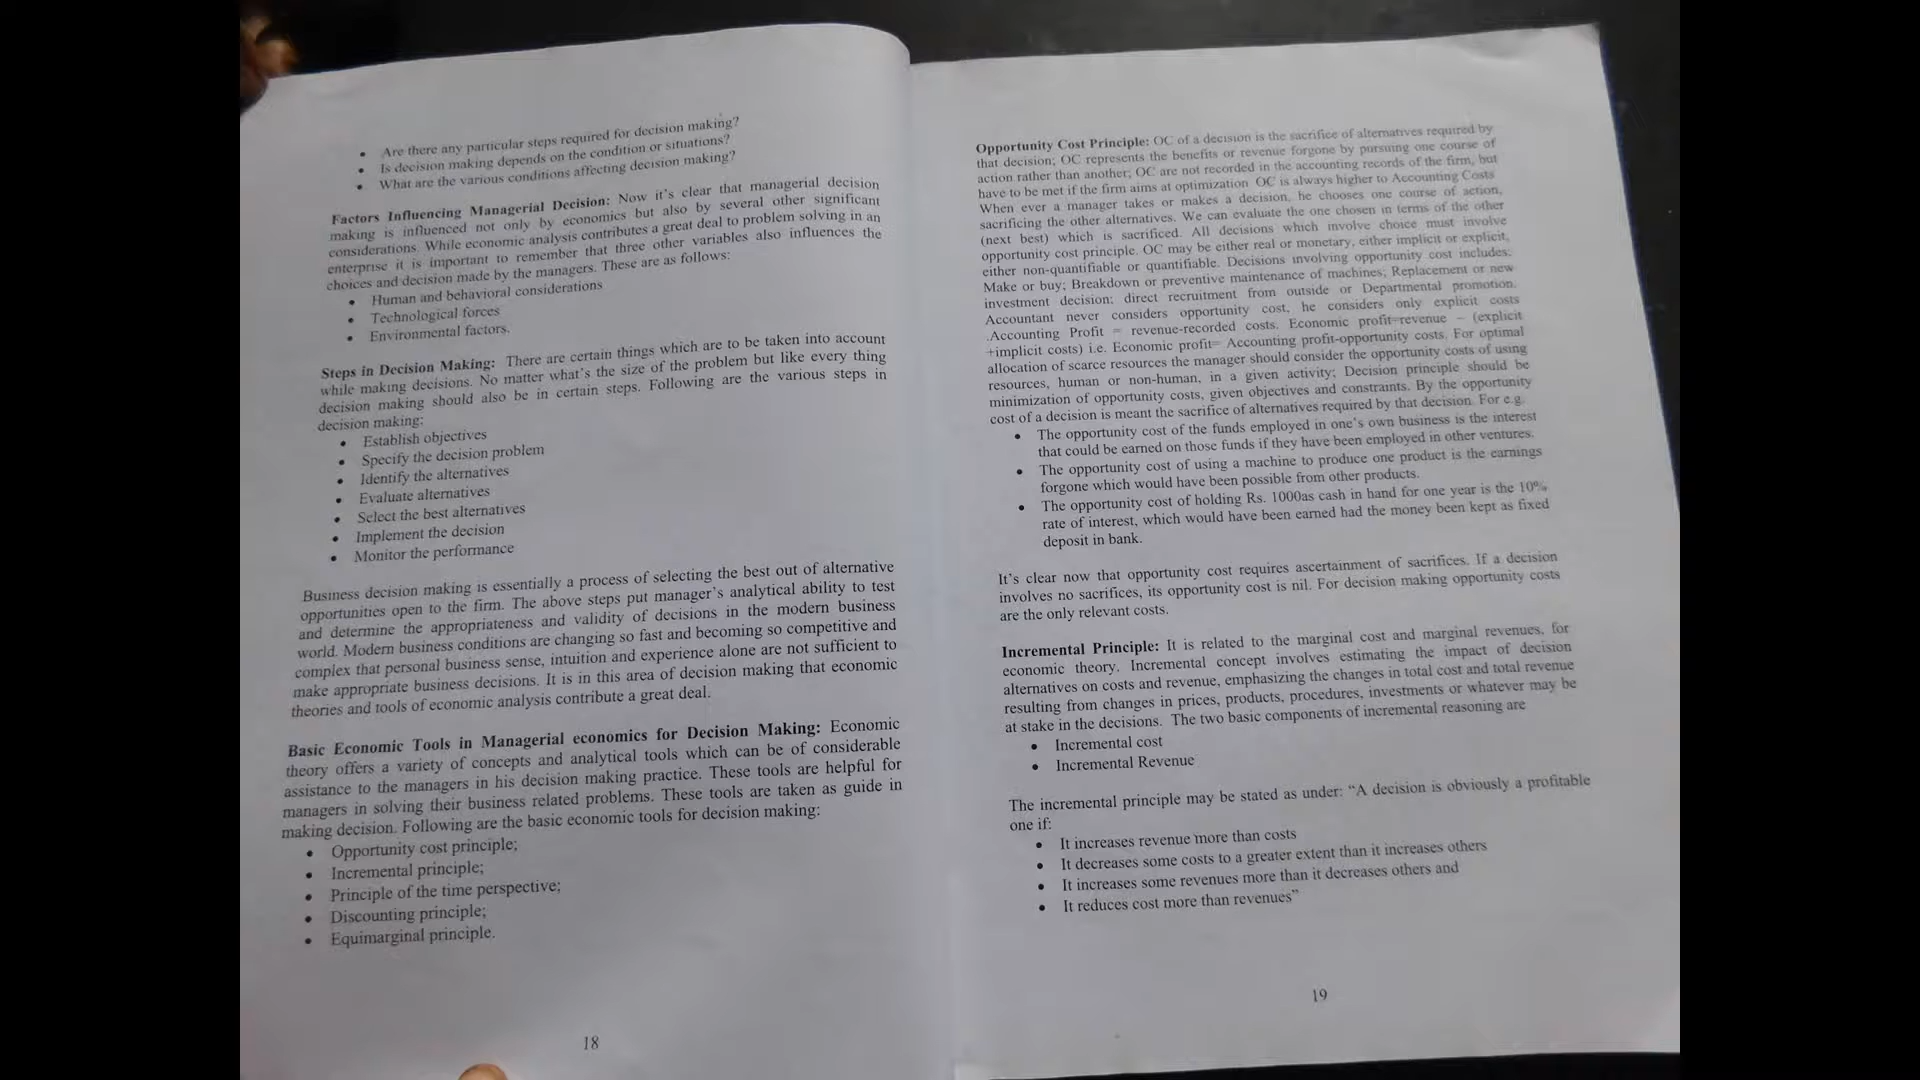 • Are there any particular steps required for decision making?
• Is decision making depends on the condition or situations?
• What are the various conditions affecting decision making?
Factors Influencing Managerial Decision: Now it's clear that managerial decision
making is influenced not only by economics but also by several other significant
considerations. While economic analysis contributes a great deal to problem solving in an
enterprise it is important to remember that three other variables also influences the
choices and decision made by the managers. These are as follows:
• Human and behavioral considerations
• Technological forces
• Environmental factors.
Steps in Decision Making: There are certain things which are to be taken into account
while making decisions. No matter what's the size of the problem but like every thing
decision making should also be in certain steps. Following are the various steps in
decision making:
• Establish objectives
• Specify the decision problem
• Identify the alternatives
• Evaluate alternatives
• Select the best alternatives
• Implement the decision
• Monitor the performance
Business decision making is essentially a process of selecting the best out of alternative
opportunities open to the firm. The above steps put manager's analytical ability to test
and determine the appropriateness and validity of decisions in the modern business
world. Modern business conditions are changing so fast and becoming so competitive and
complex that personal business sense, intuition and experience alone are not sufficient to
make appropriate business decisions. It is in this area of decision making that economic
theories and tools of economic analysis contribute a great deal.
Basic Economic Tools in Managerial economics for Decision Making: Economic
theory offers a variety of concepts and analytical tools which can be of considerable
assistance to the managers in his decision making practice. These tools are helpful for
managers in solving their business related problems. These tools are taken as guide in
making decision. Following are the basic economic tools for decision making:
• Opportunity cost principle;
• Incremental principle;
• Principle of the time perspective;
• Discounting principle;
• Equimarginal principle.
18
Opportunity Cost Principle: OC of a decision is the sacrifice of alternatives required by
that decision; OC represents the benefits or revenue forgone by pursuing one course of
action rather than another; OC are not recorded in the accounting records of the firm, but
have to be met if the firm aims at optimization OC is always higher to Accounting Costs
When ever a manager takes or makes a decision, he chooses one course of action,
sacrificing the other alternatives. We can evaluate the one chosen in terms of the other
(next best) which is sacrificed. All decisions which involve choice must involve
opportunity cost principle. OC may be either real or monetary, either implicit or explicit,
either non-quantifiable or quantifiable. Decisions involving opportunity cost includes:
Make or buy; Breakdown or preventive maintenance of machines; Replacement or new
investment decision; direct recruitment from outside or Departmental promotion.
Accountant never considers opportunity cost, he considers only explicit costs
.Accounting Profit = revenue-recorded costs. Economic profit=revenue – (explicit
+implicit costs) i.e. Economic profit= Accounting profit-opportunity costs. For optimal
allocation of scarce resources the manager should consider the opportunity costs of using
resources, human or non-human, in a given activity; Decision principle should be
minimization of opportunity costs, given objectives and constraints. By the opportunity
cost of a decision is meant the sacrifice of alternatives required by that decision. For e.g.
• The opportunity cost of the funds employed in one's own business is the interest
that could be earned on those funds if they have been employed in other ventures.
• The opportunity cost of using a machine to produce one product is the earnings
forgone which would have been possible from other products.
• The opportunity cost of holding Rs. 1000as cash in hand for one year is the 10%
rate of interest, which would have been earned had the money been kept as fixed
deposit in bank.
It's clear now that opportunity cost requires ascertainment of sacrifices. If a decision
involves no sacrifices, its opportunity cost is nil. For decision making opportunity costs
are the only relevant costs.
Incremental Principle: It is related to the marginal cost and marginal revenues, for
economic theory. Incremental concept involves estimating the impact of decision
alternatives on costs and revenue, emphasizing the changes in total cost and total revenue
resulting from changes in prices, products, procedures, investments or whatever may be
at stake in the decisions. The two basic components of incremental reasoning are
• Incremental cost
• Incremental Revenue
The incremental principle may be stated as under: “A decision is obviously a profitable
one if:
• It increases revenue more than costs
• It decreases some costs to a greater extent than it increases others
• It increases some revenues more than it decreases others and
• It reduces cost more than revenues”
19